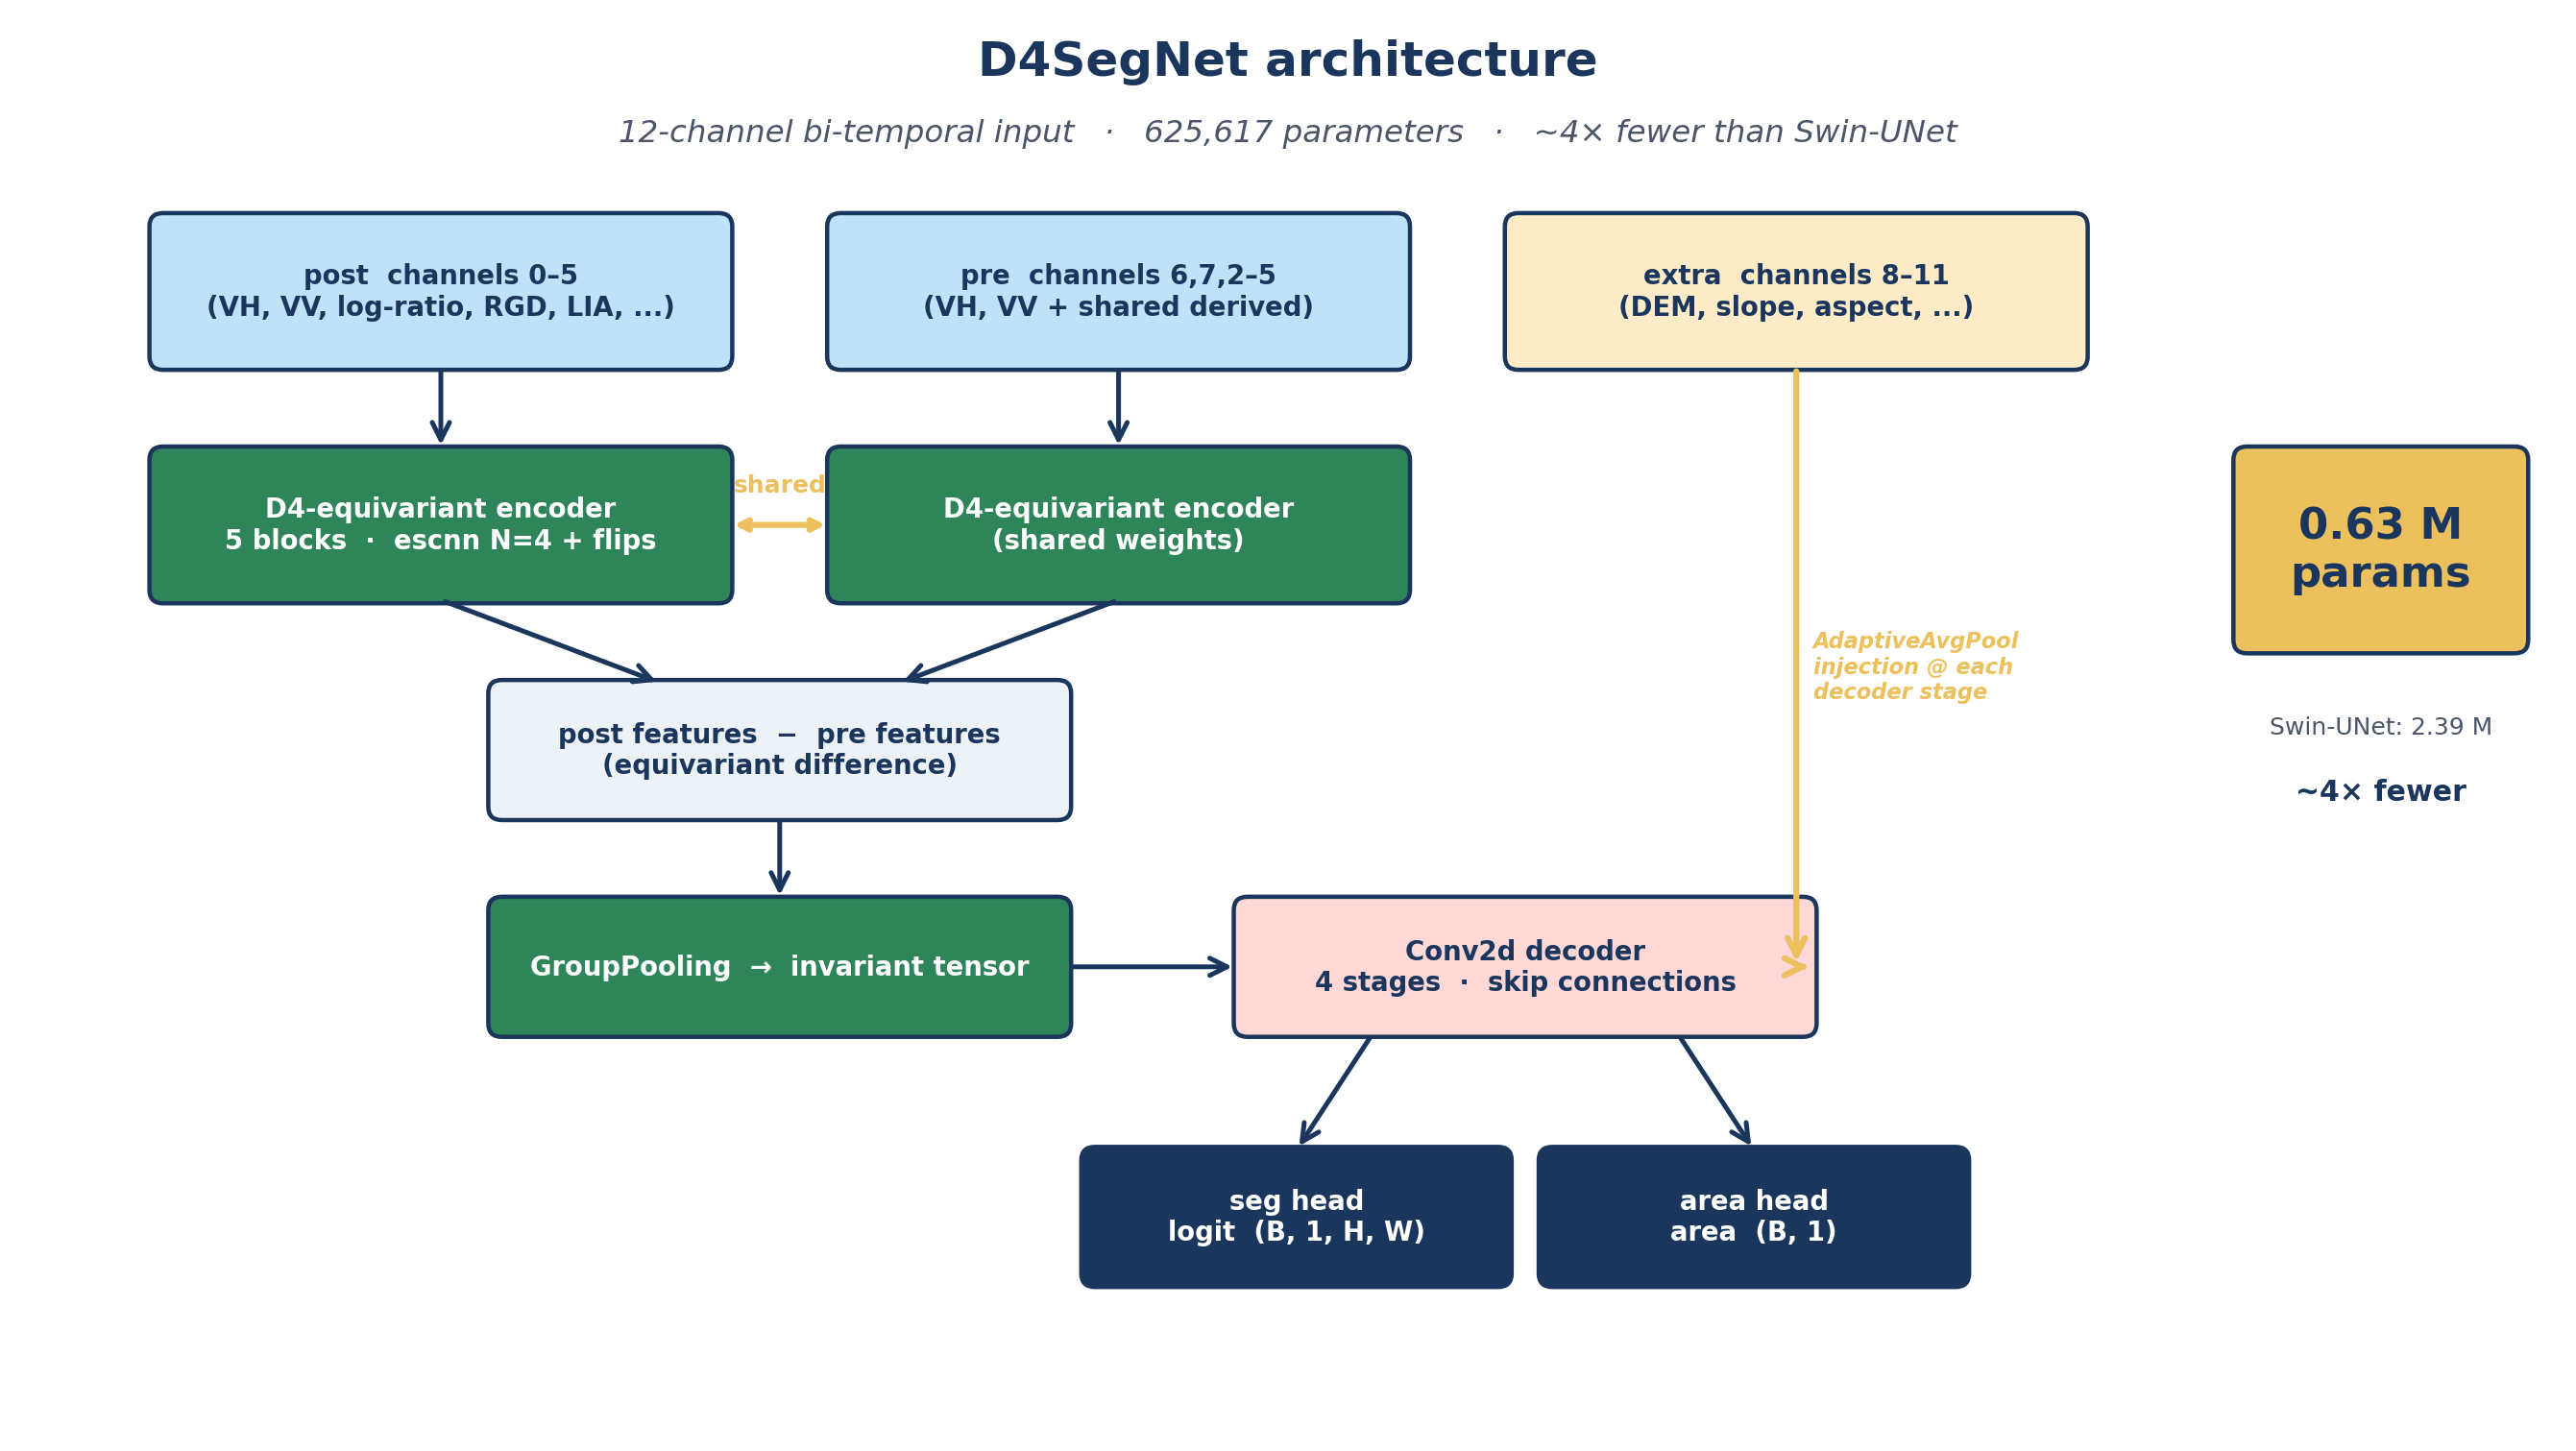 D4SegNet architecture
12-channel bi-temporal input · 625,617 parameters · ~4× fewer than Swin-UNet
post channels 0–5
(VH, VV, log-ratio, RGD, LIA, ...)
pre channels 6,7,2–5
(VH, VV + shared derived)
extra channels 8–11
(DEM, slope, aspect, ...)
D4-equivariant encoder
5 blocks · escnn N=4 + flips
shared
D4-equivariant encoder
(shared weights)
0.63 M
params
AdaptiveAvgPool
injection @ each
decoder stage
Swin-UNet: 2.39 M
~4× fewer
post features − pre features
(equivariant difference)
GroupPooling → invariant tensor
Conv2d decoder
4 stages · skip connections
seg head
logit (B, 1, H, W)
area head
area (B, 1)